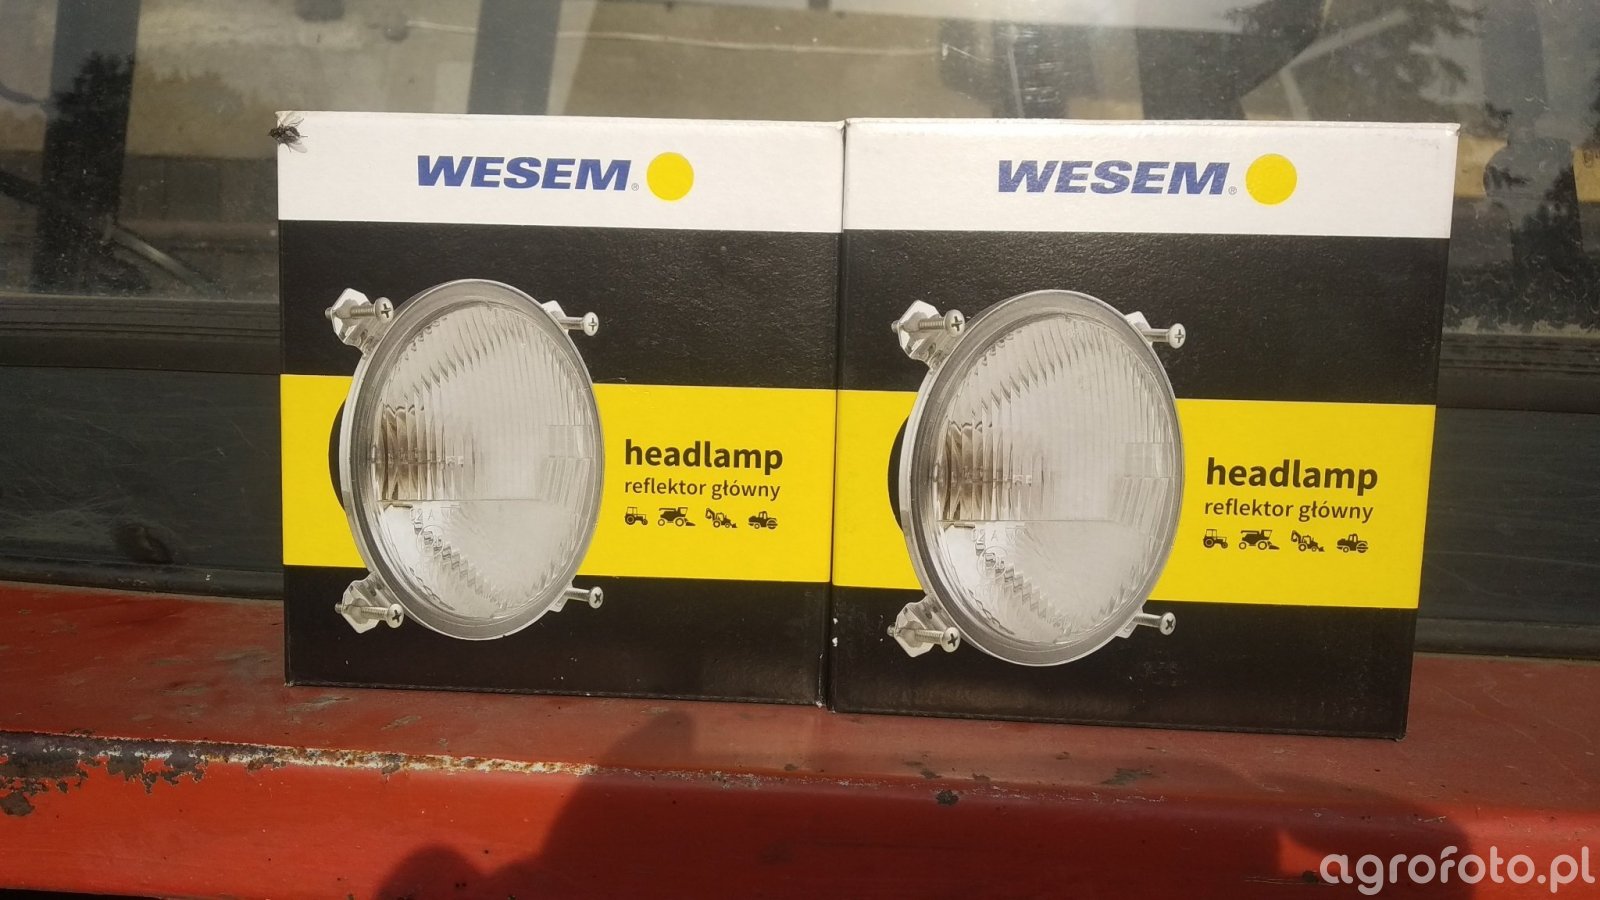 WESEM®
headlamp
reflektor główny
WESEM®
headlamp
reflektor główny
agrofoto.pl